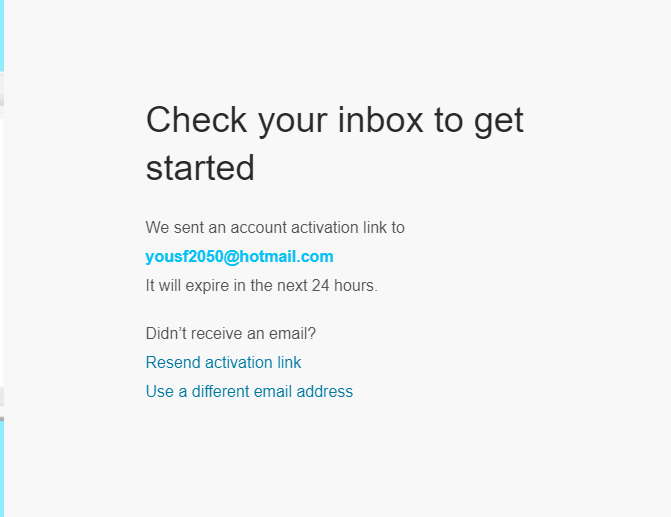 Check your inbox to get
started
We sent an account activation link to
yousf2050@hotmail.com
It will expire in the next 24 hours.
Didn’t receive an email?
Resend activation link
Use a different email address